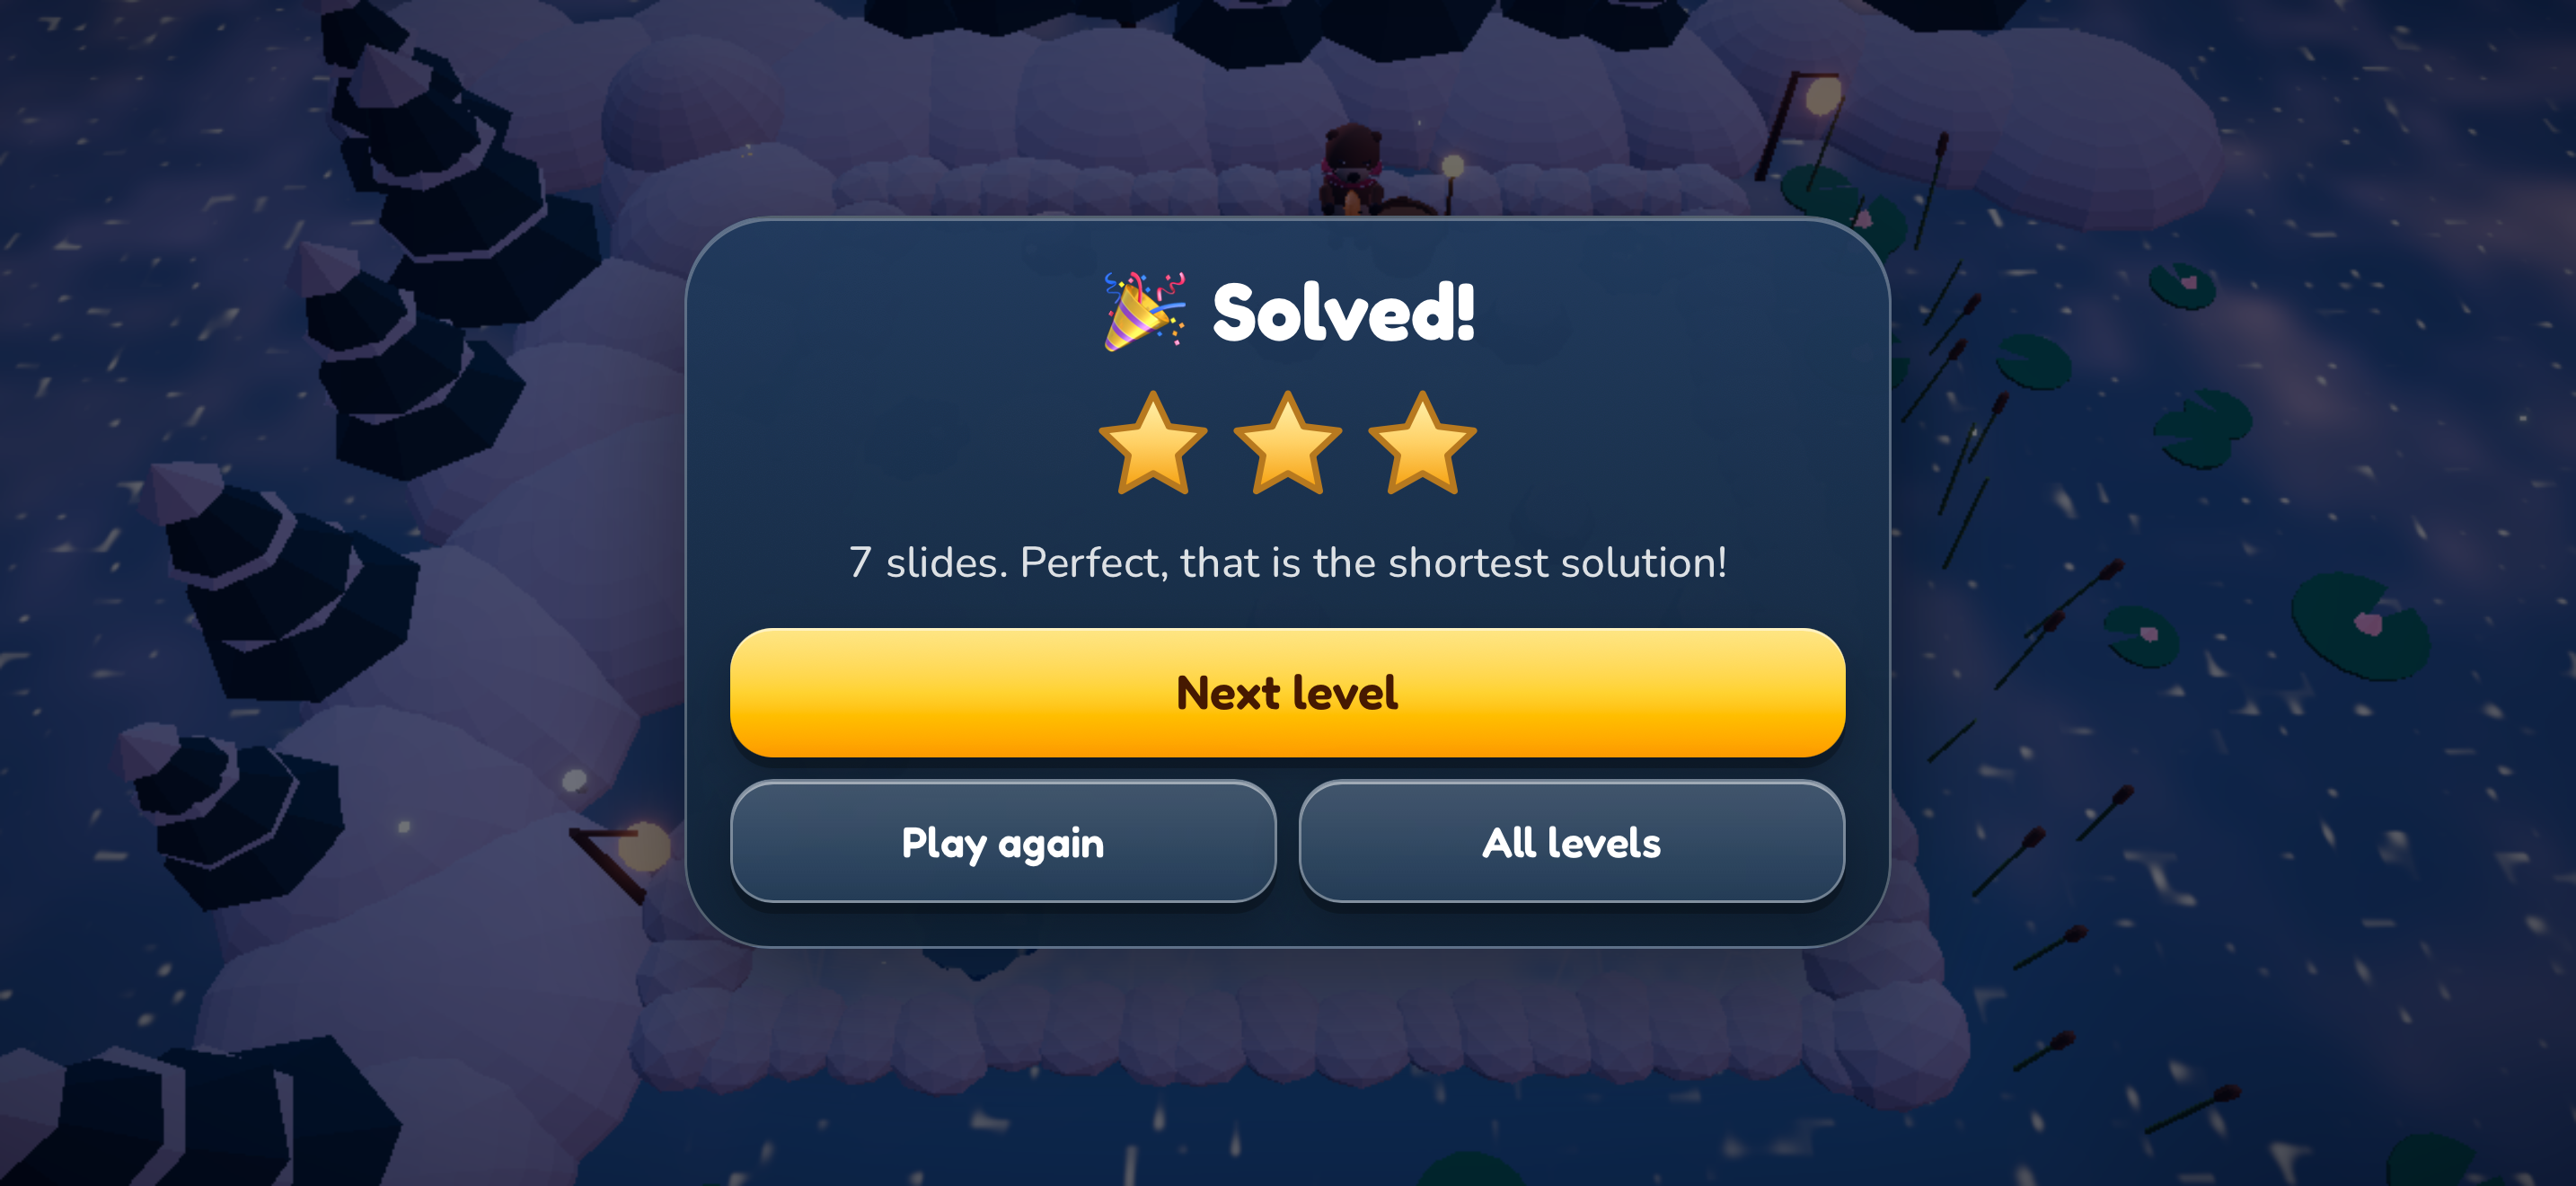 Solved!
7 slides. Perfect, that is the shortest solution!
Next level
Play again
All levels